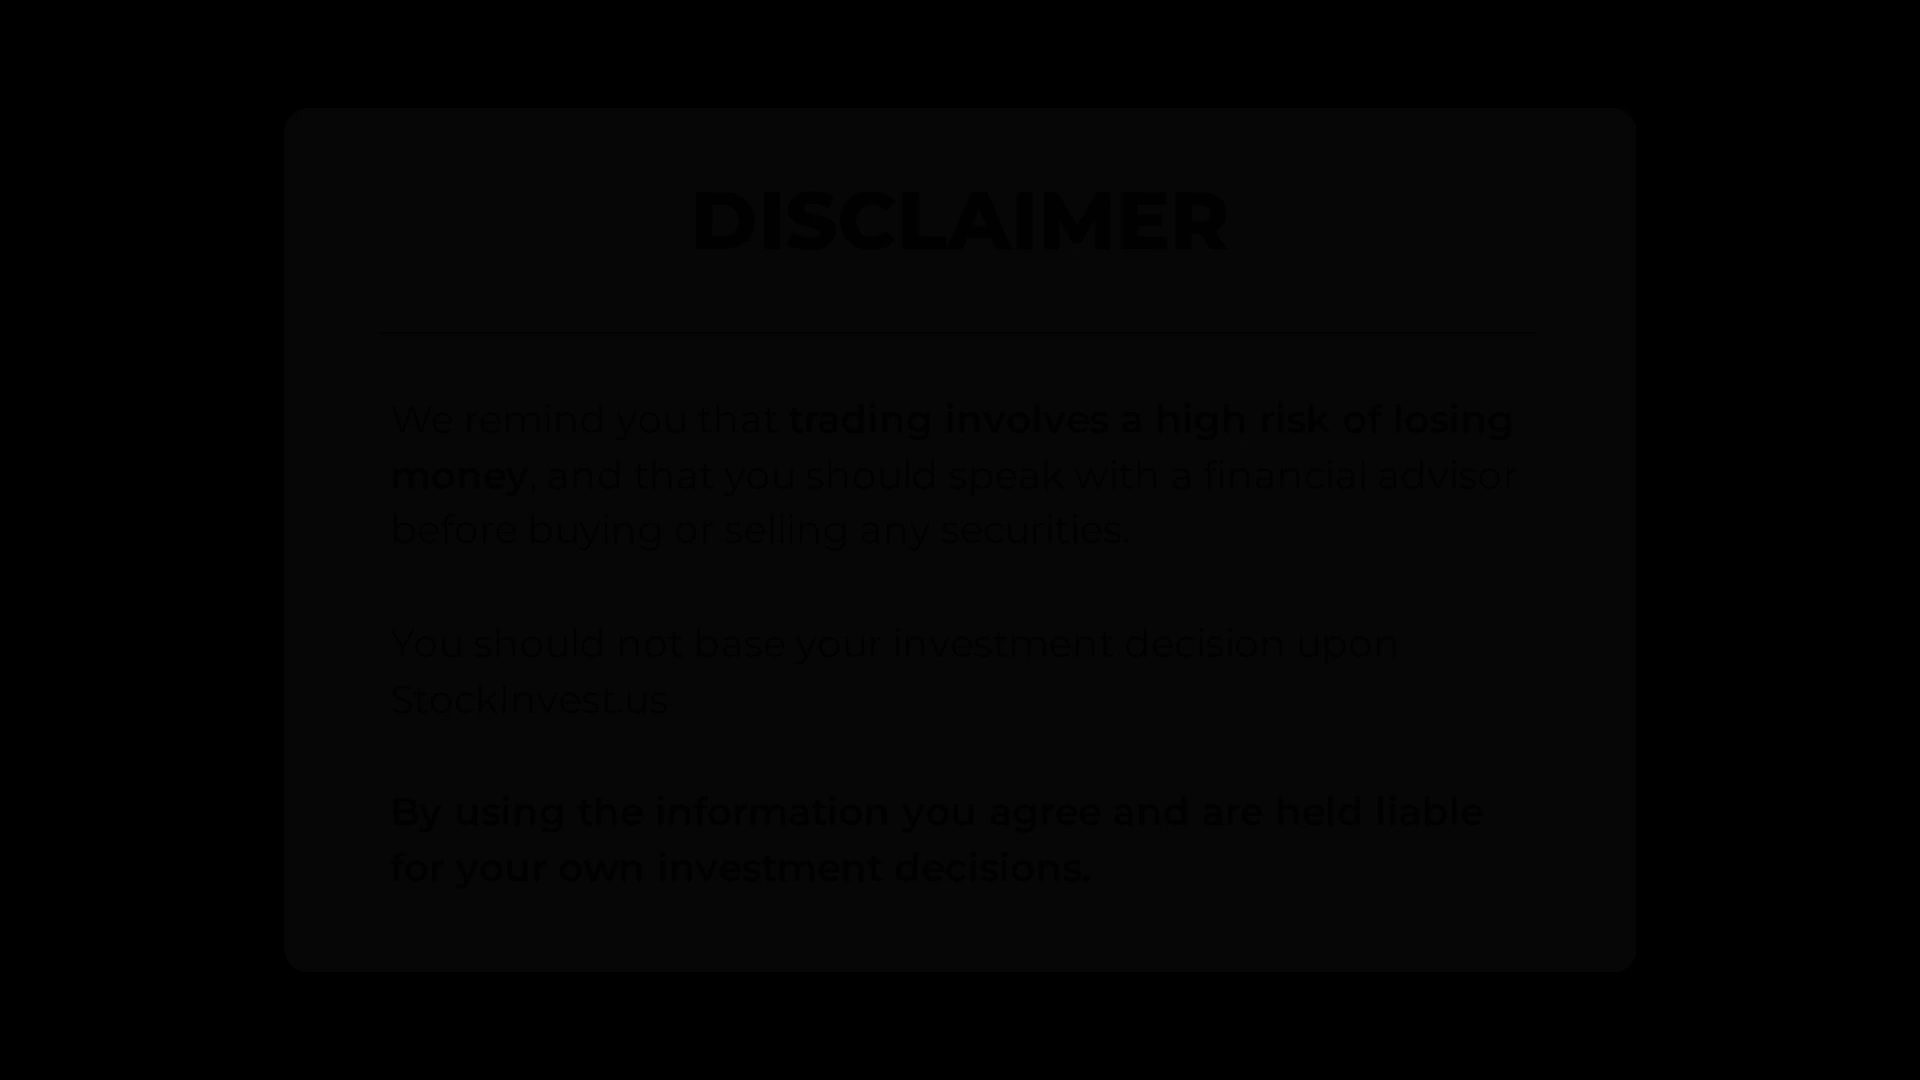 DISCLAIMER
We remind you that trading involves a high risk of losing
money, and that you should speak with a financial advisor
before buying or selling any securities.
You should not base your investment decision upon
StockInvest.us
By using the information you agree and are held liable
for your own investment decisions.